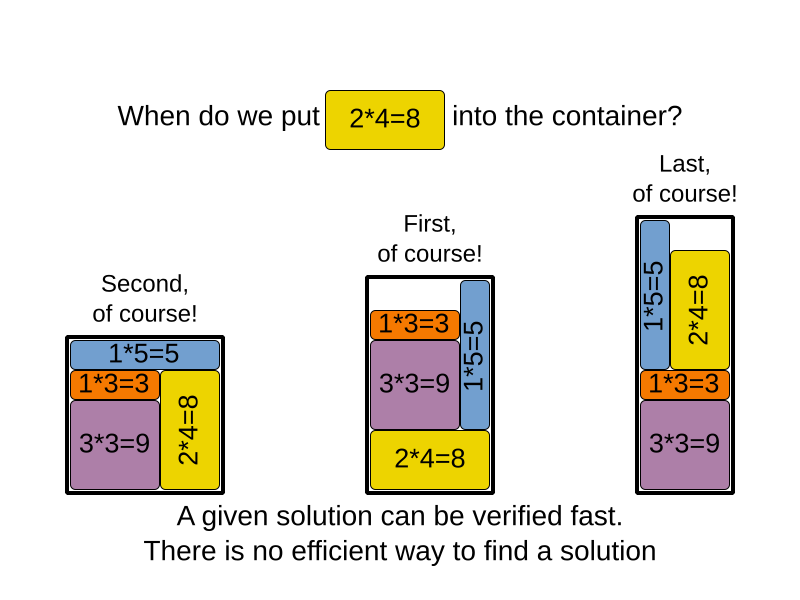 When do we put 2*4=8 into the container?
Last,
of course!
First,
of course!
Second,
of course!
1*5=5
1*3=3
3*3=9
2*4=8
1*3=3
3*3=9
1*5=5
2*4=8
1*5=5
2*4=8
1*3=3
3*3=9
A given solution can be verified fast.
There is no efficient way to find a solution